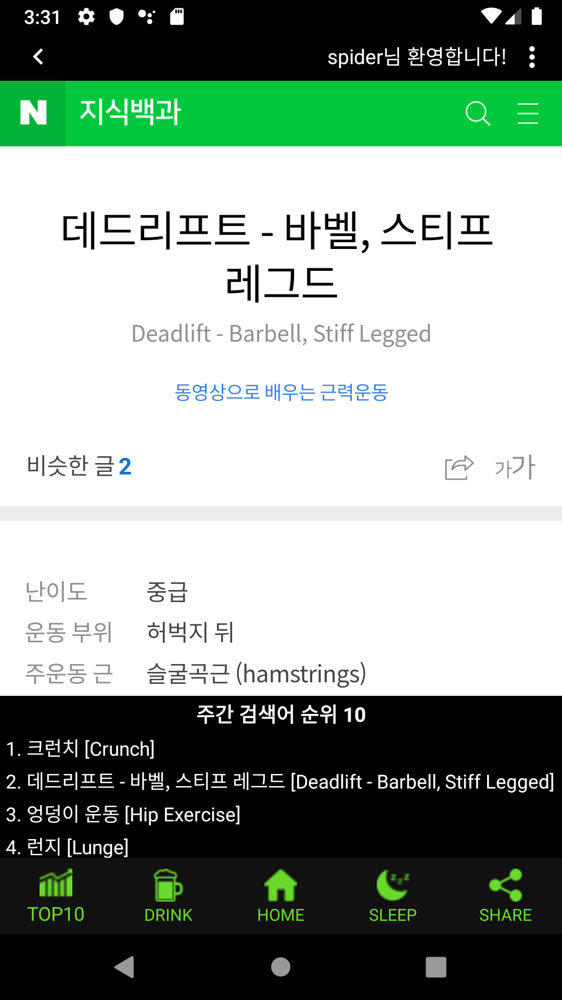 3:31
spider님 환영합니다!
N 지식백과
데드리프트 - 바벨, 스티프
레그드
Deadlift - Barbell, Stiff Legged
동영상으로 배우는 근력운동
비슷한 글 2
가가
난이도 중급
운동 부위 허벅지 뒤
주운동 근 슬굴곡근 (hamstrings)
주간 검색어 순위 10
1. 크런치 [Crunch]
2. 데드리프트 - 바벨, 스티프 레그드 [Deadlift - Barbell, Stiff Legged]
3. 엉덩이 운동 [Hip Exercise]
4. 런지 [Lunge]
TOP10 DRINK HOME SLEEP SHARE